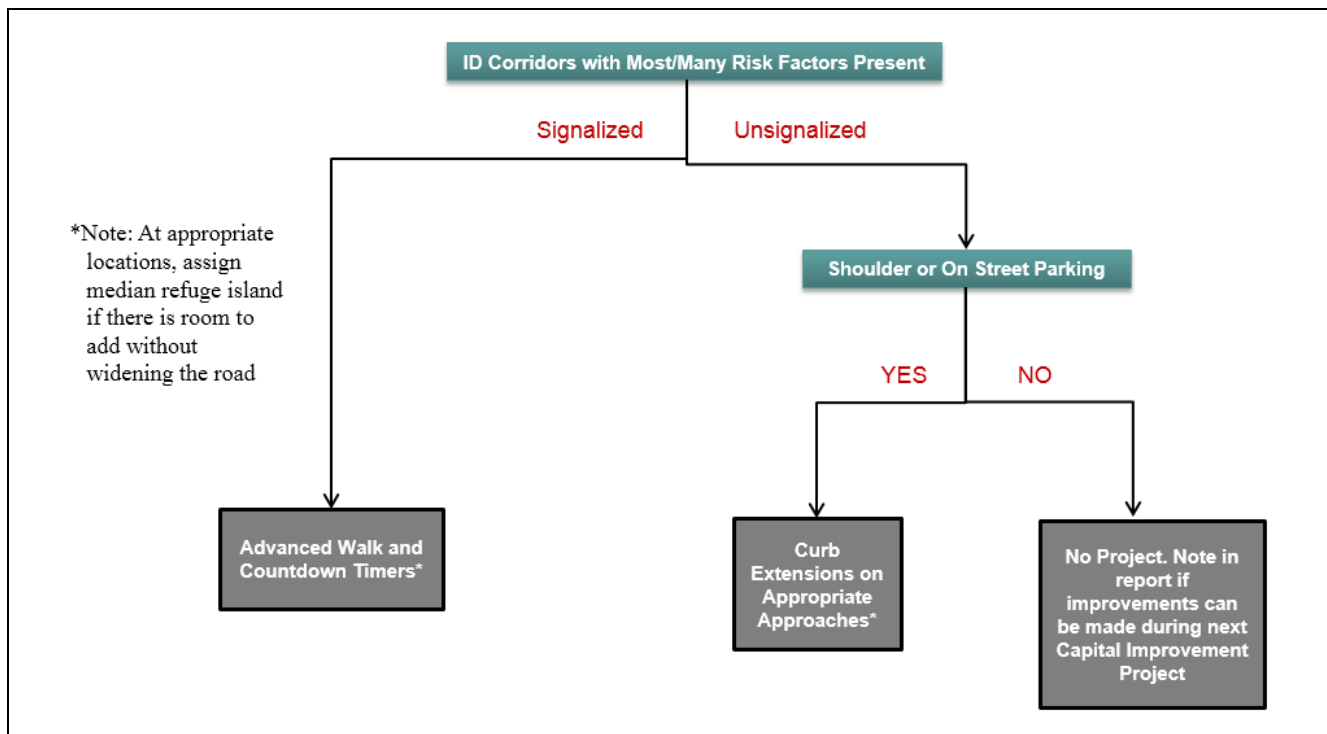 ID Corridors with Most/Many Risk Factors Present
Signalized
Unsignalized
*Note: At appropriate
locations, assign
median refuge island
if there is room to
add without
widening the road
Shoulder or On Street Parking
YES
NO
Advanced Walk and
Countdown Timers*
Curb
Extensions on
Appropriate
Approaches*
No Project. Note in
report if
improvements can
be made during next
Capital Improvement
Project